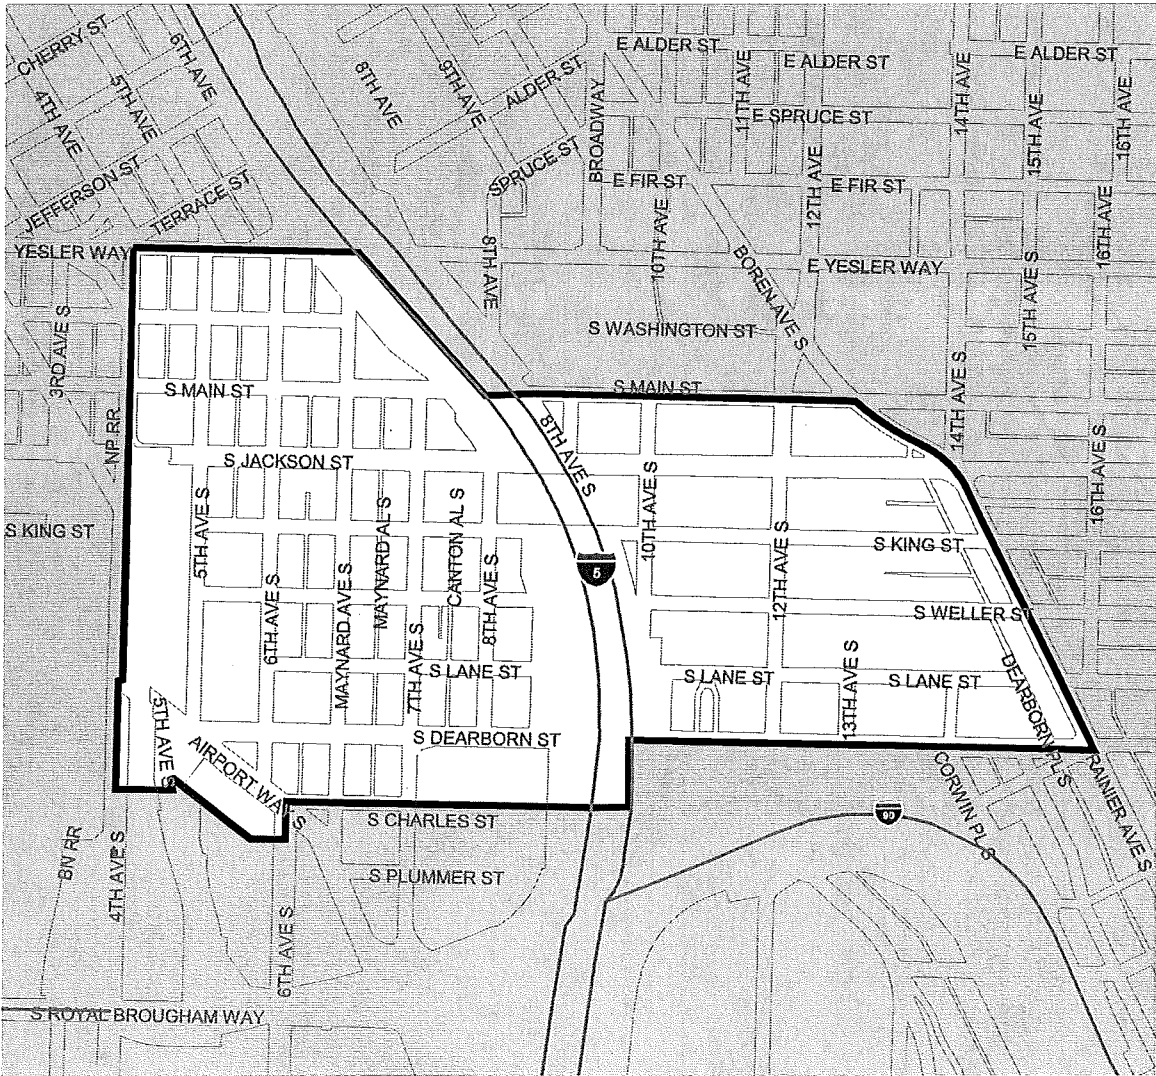 CHERRY ST
6TH AVE
5TH AVE
4TH AVE
8TH AVE
9TH AVE
ALDER ST
BROADWAY
E ALDER ST
11TH AVE
E ALDER ST
14TH AVE
E ALDER ST
15TH AVE
16TH AVE
E SPRUCE ST
JEFFERSON ST
TERRACE ST
SPRUCE ST
E FIR ST
12TH AVE
E FIR ST
10TH AVE
16TH AVE
YESLER WAY
8TH AVE
BOREN AVE S
E YESLER WAY
15TH AVE S
3RD AVE S
S WASHINGTON ST
S MAIN ST
S MAIN ST
14TH AVE S
NP RR
8TH AVE S
S JACKSON ST
16TH AVE S
5TH AVE S
MAYNARD AL S
CANTON AL S
10TH AVE S
12TH AVE S
S KING ST
S KING ST
5
6TH AVE S
MAYNARD AVE S
8TH AVE S
S WELLER ST
7TH AVE S
S LANE ST
S LANE ST
13TH AVE S
S LANE ST
DEARBORN PL S
5TH AVE S
AIRPORT WAY S
S DEARBORN ST
CORWIN PL S
RAINIER AVE S
90
BN RR
4TH AVE S
S CHARLES ST
S PLUMMER ST
6TH AVE S
S ROYAL BROUGHAM WAY